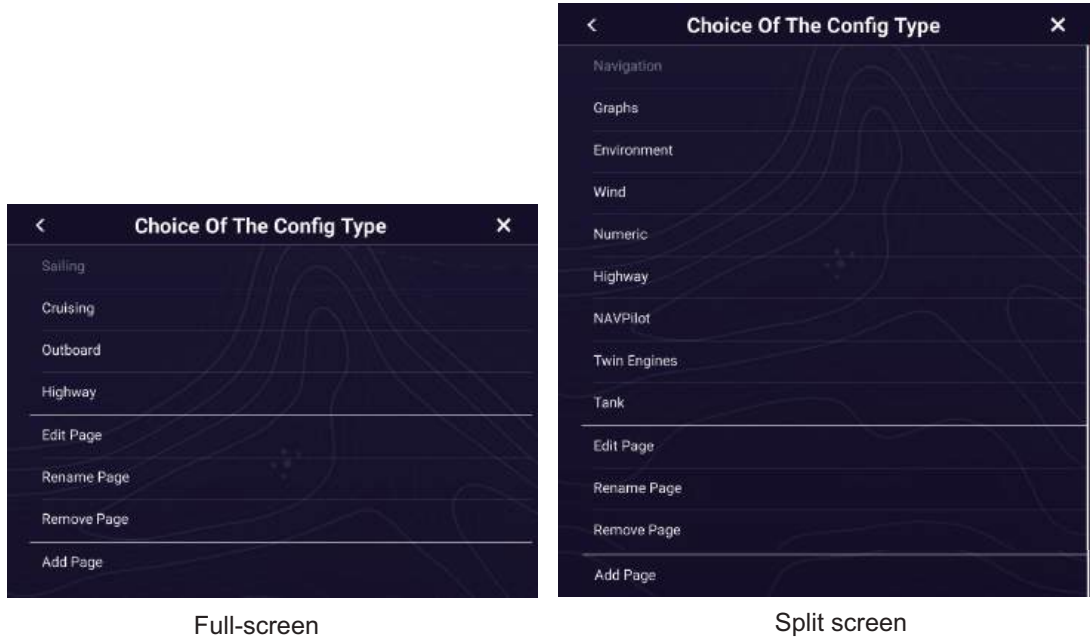 Choice Of The Config Type
Sailing
Cruising
Outboard
Highway
Edit Page
Rename Page
Remove Page
Add Page
Full-screen
Choice Of The Config Type
Navigation
Graphs
Environment
Wind
Numeric
Highway
NAVPilot
Twin Engines
Tank
Edit Page
Rename Page
Remove Page
Add Page
Split screen